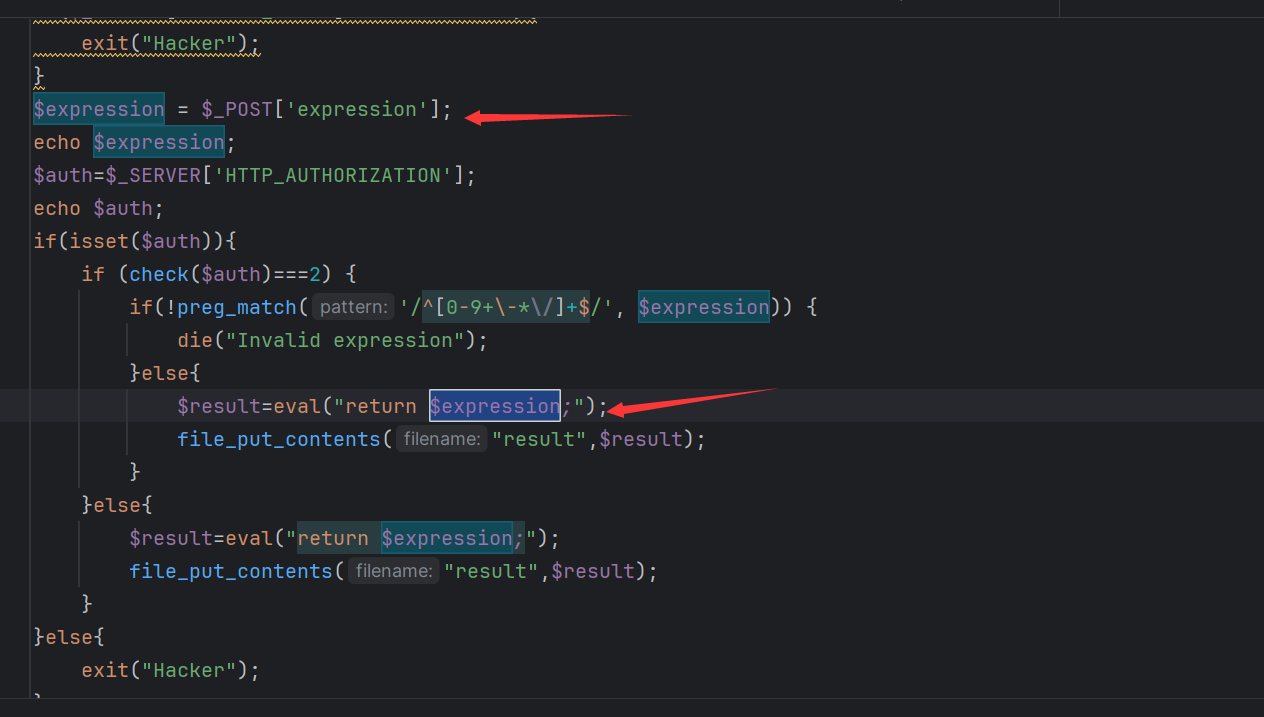 exit("Hacker");
}
$expression = $_POST['expression'];
echo $expression;
$auth=$_SERVER['HTTP_AUTHORIZATION'];
echo $auth;
if(isset($auth)){
if (check($auth)===2) {
if(!preg_match( pattern: '/^[0-9+\-*\/]+$/', $expression)) {
die("Invalid expression");
}else{
$result=eval("return $expression;");
file_put_contents( filename: "result",$result);
}
}else{
$result=eval("return $expression;");
file_put_contents( filename: "result",$result);
}
}else{
exit("Hacker");